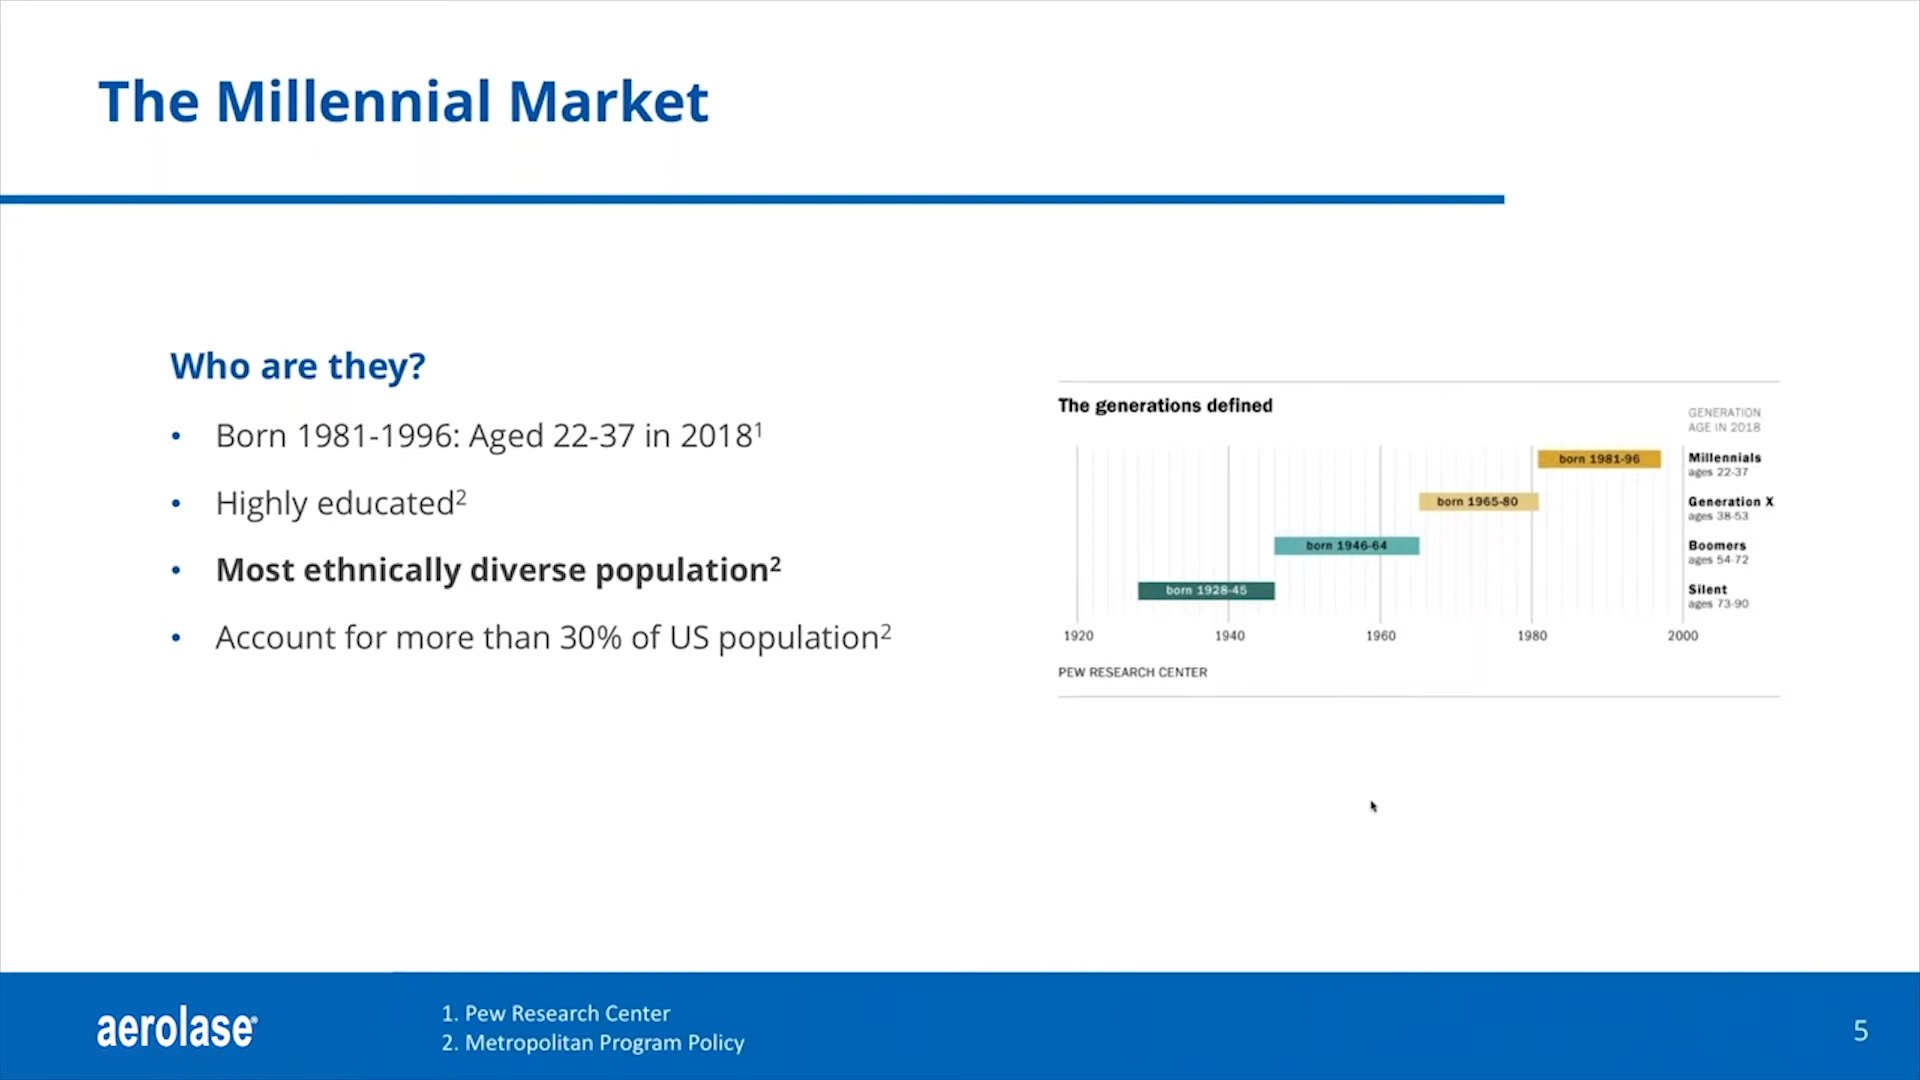 The Millennial Market
Who are they?
• Born 1981-1996: Aged 22-37 in 2018¹
• Highly educated²
• Most ethnically diverse population²
• Account for more than 30% of US population²
The generations defined
GENERATION
AGE IN 2018
born 1981-96
Millennials
ages 22-37
born 1965-80
Generation X
ages 38-53
born 1946-64
Boomers
ages 54-72
born 1928-45
Silent
ages 73-90
1920 1940 1960 1980 2000
PEW RESEARCH CENTER
aerolase®
1. Pew Research Center
2. Metropolitan Program Policy
5